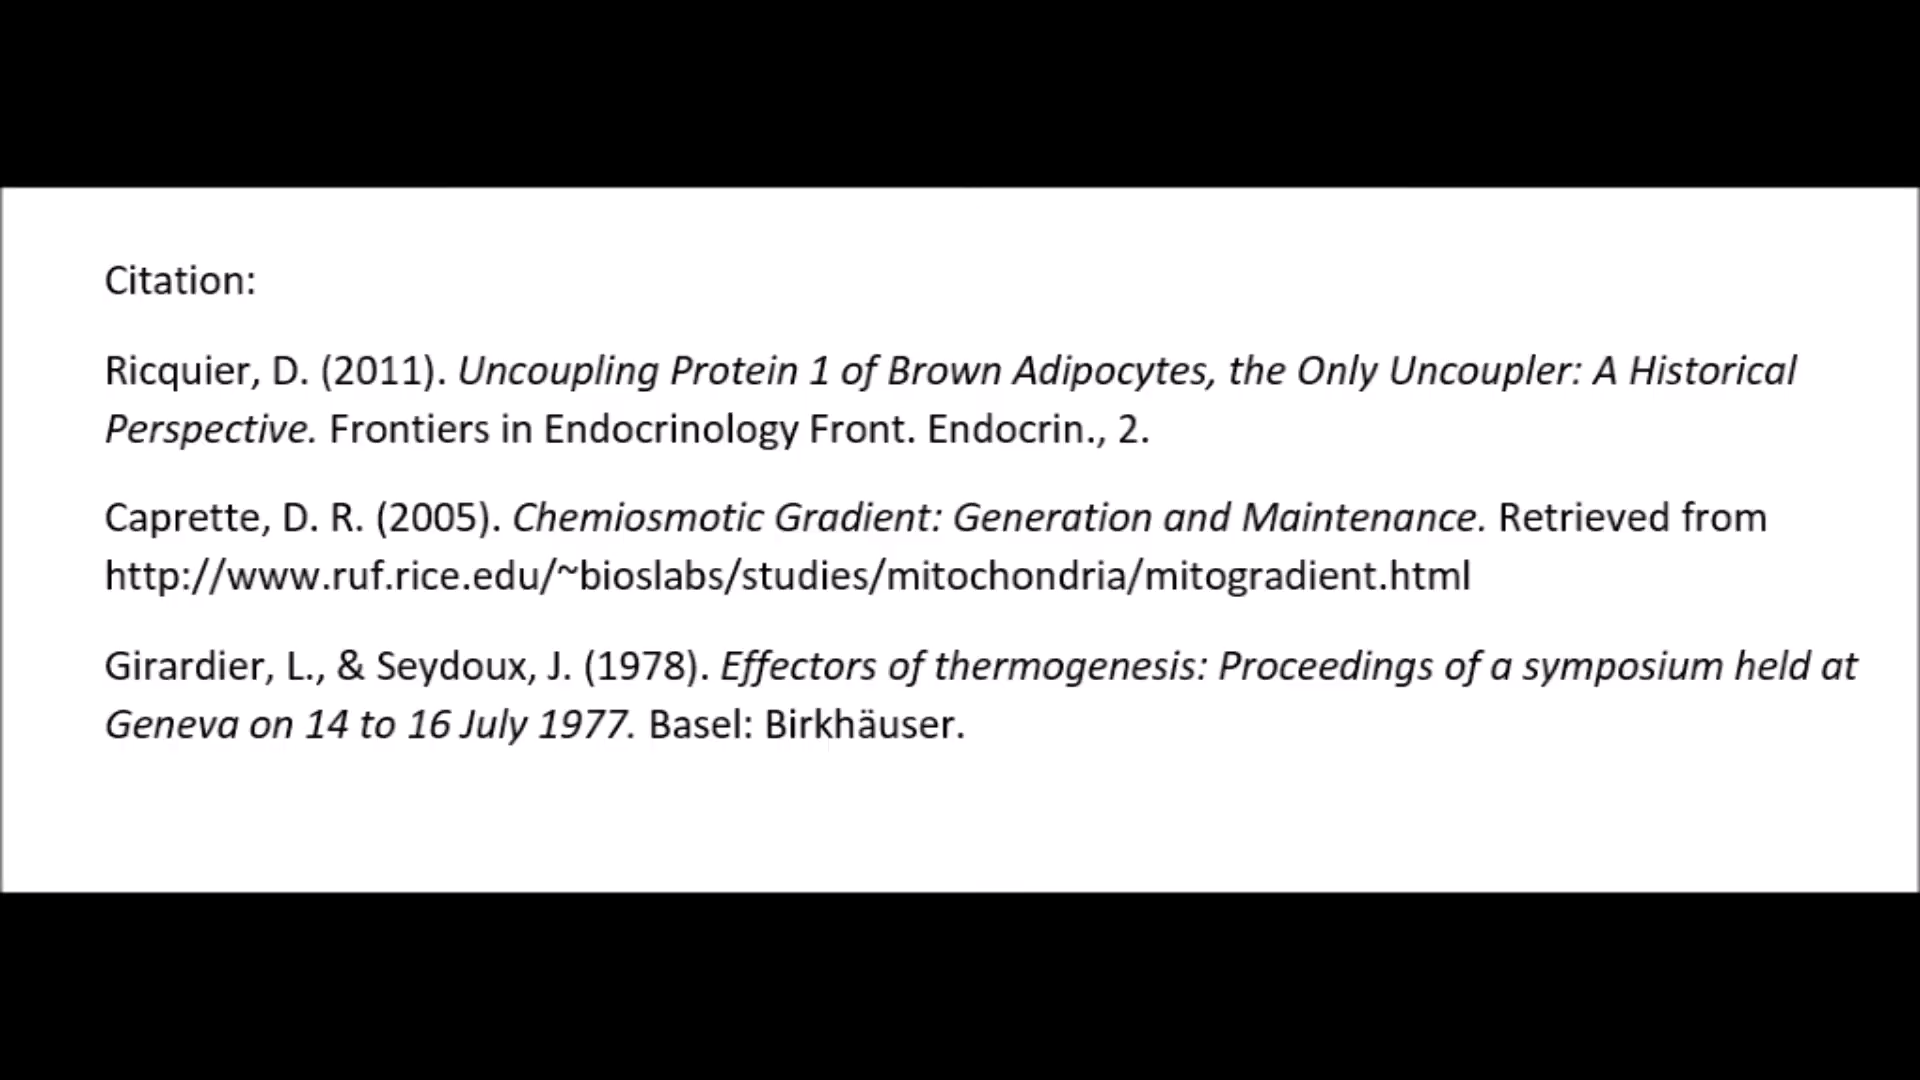 Citation:
Ricquier, D. (2011). Uncoupling Protein 1 of Brown Adipocytes, the Only Uncoupler: A Historical
Perspective. Frontiers in Endocrinology Front. Endocrin., 2.
Caprette, D. R. (2005). Chemiosmotic Gradient: Generation and Maintenance. Retrieved from
http://www.ruf.rice.edu/~bioslabs/studies/mitochondria/mitogradient.html
Girardier, L., & Seydoux, J. (1978). Effectors of thermogenesis: Proceedings of a symposium held at
Geneva on 14 to 16 July 1977. Basel: Birkhäuser.